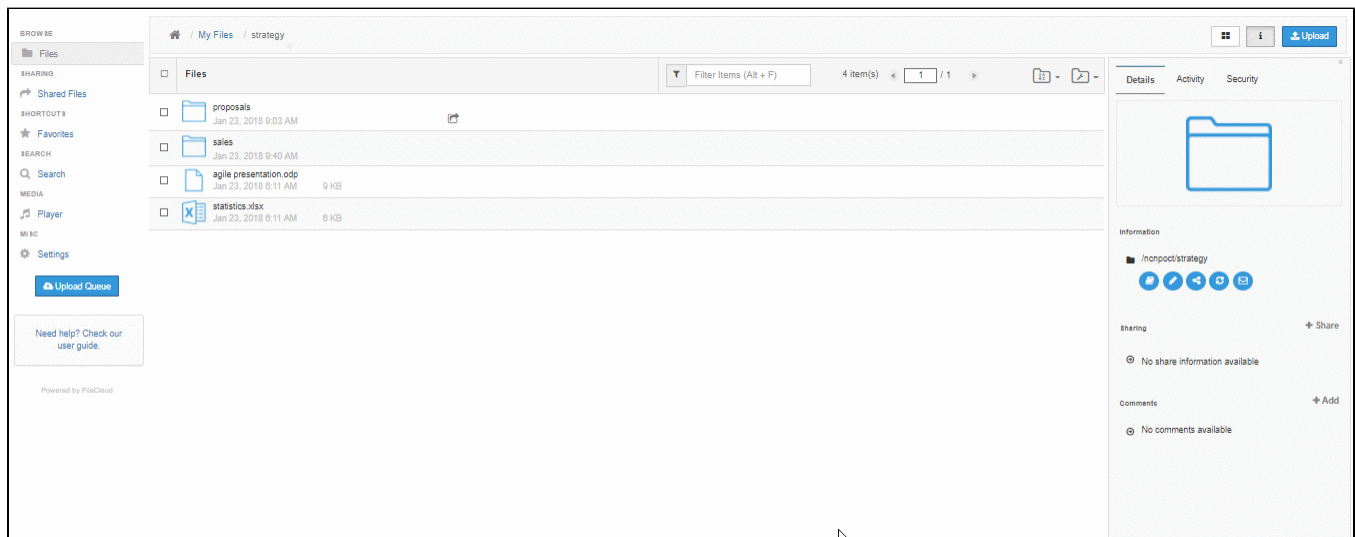 BROWSE
Files
SHARING
Shared Files
SHORTCUTS
Favorites
SEARCH
Search
MEDIA
Player
MISC
Settings
Upload Queue
Need help? Check our
user guide.
Powered by FileCloud
/ My Files / strategy
i
Upload
Files
Filter Items (Alt + F)
4 item(s)
1 / 1
proposals
Jan 23, 2018 9:03 AM
sales
Jan 23, 2018 9:40 AM
agile presentation.odp
Jan 23, 2018 6:11 AM 9 KB
statistics.xlsx
Jan 23, 2018 6:11 AM 6 KB
Details Activity Security
Information
/ncnpoct/strategy
Sharing + Share
No share information available
Comments + Add
No comments available